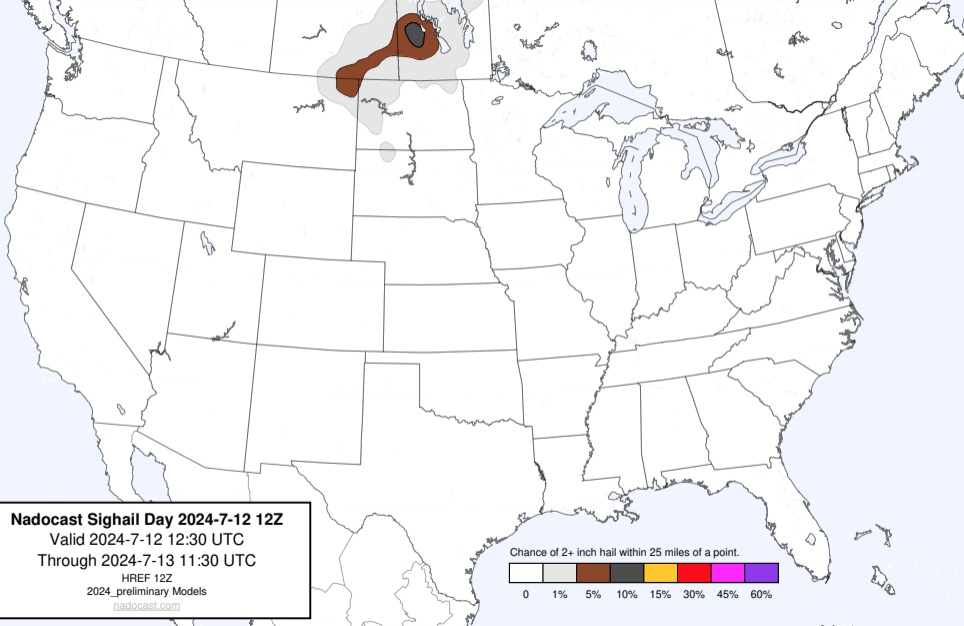 Nadocast Sighail Day 2024-7-12 12Z
Valid 2024-7-12 12:30 UTC
Through 2024-7-13 11:30 UTC
HREF 12Z
2024_preliminary Models
nadocast.com
Chance of 2+ inch hail within 25 miles of a point.
0 1% 5% 10% 15% 30% 45% 60%